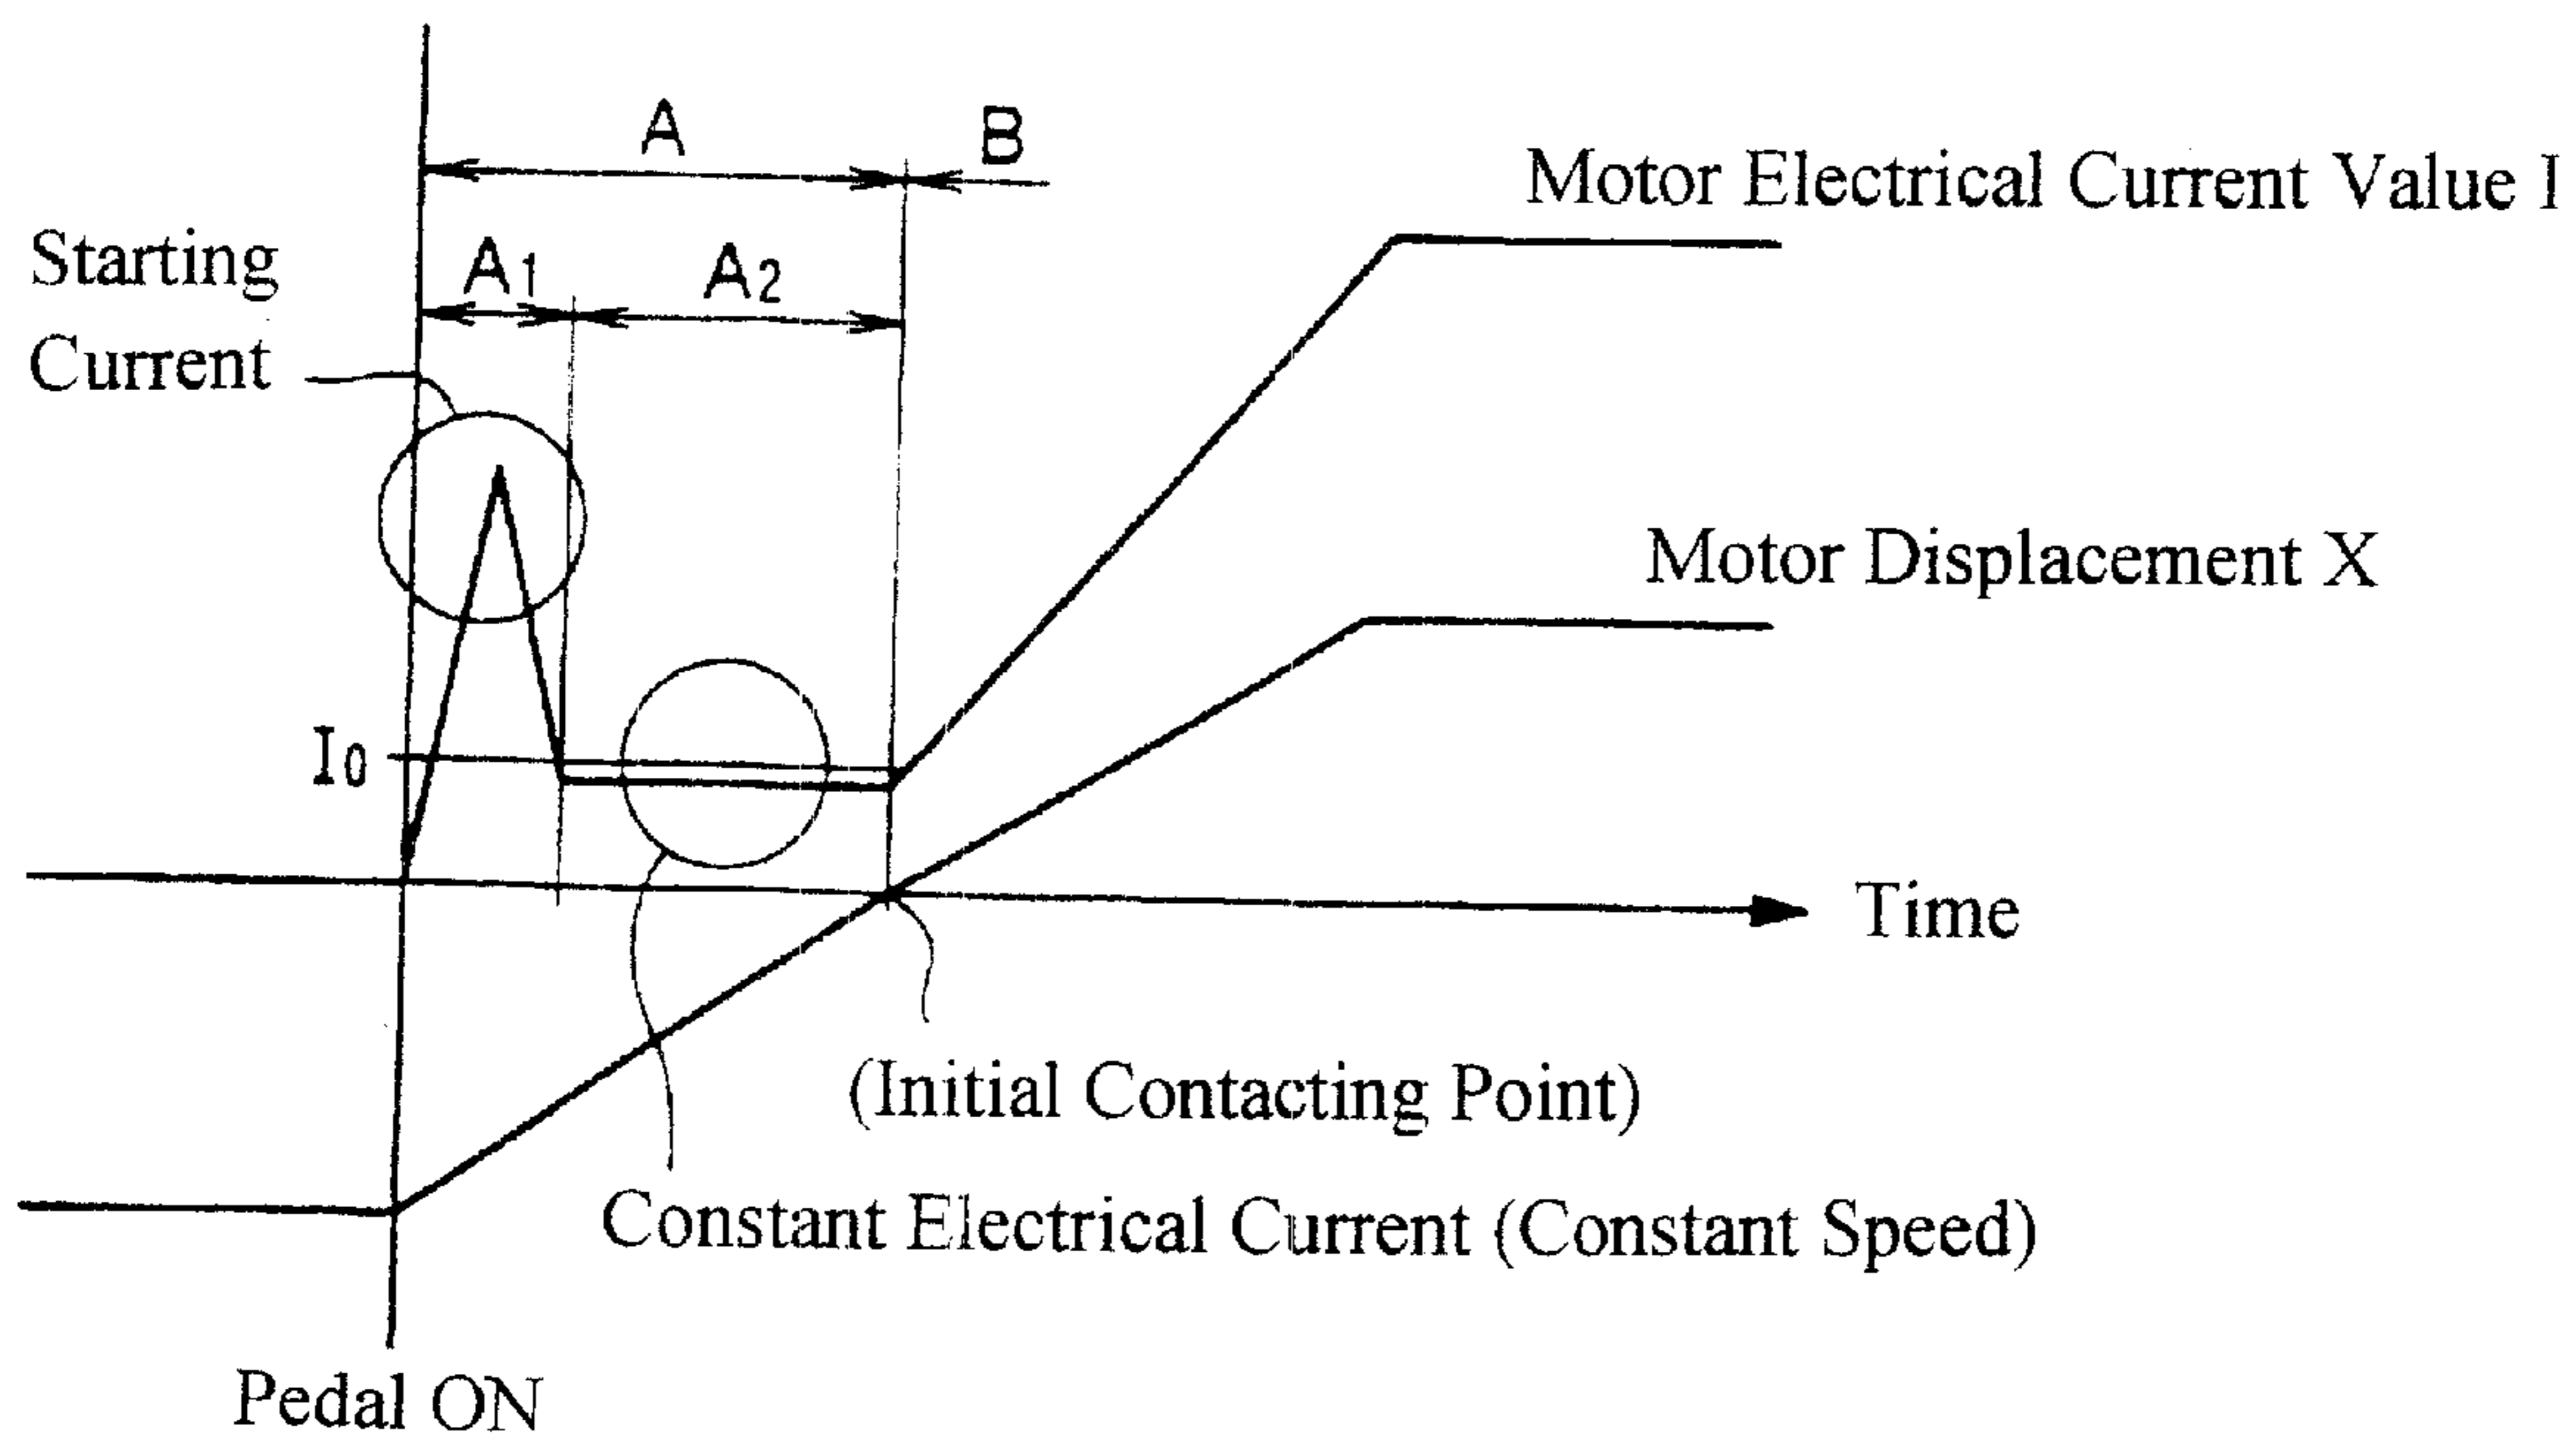 A
B
Motor Electrical Current Value I
Starting
Current
A1
A2
Motor Displacement X
I0
Time
(Initial Contacting Point)
Constant Electrical Current (Constant Speed)
Pedal ON